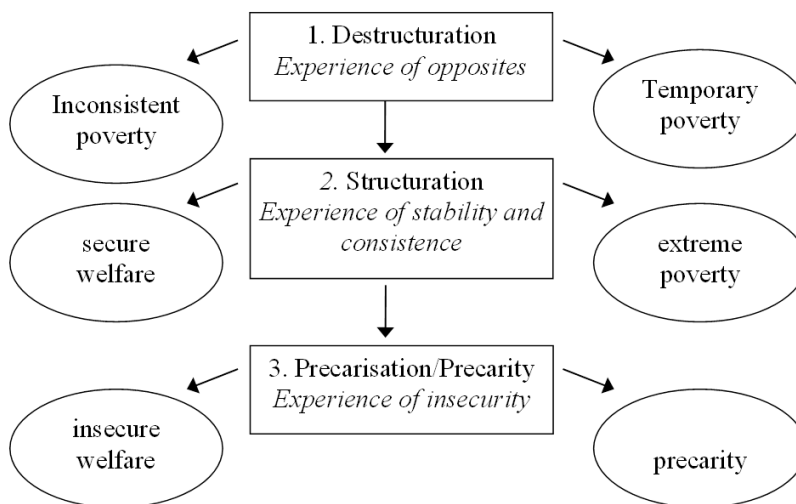 1. Destructuration
Experience of opposites
Inconsistent
poverty
Temporary
poverty
2. Structuration
Experience of stability and
consistence
secure
welfare
extreme
poverty
3. Precarisation/Precarity
Experience of insecurity
insecure
welfare
precarity